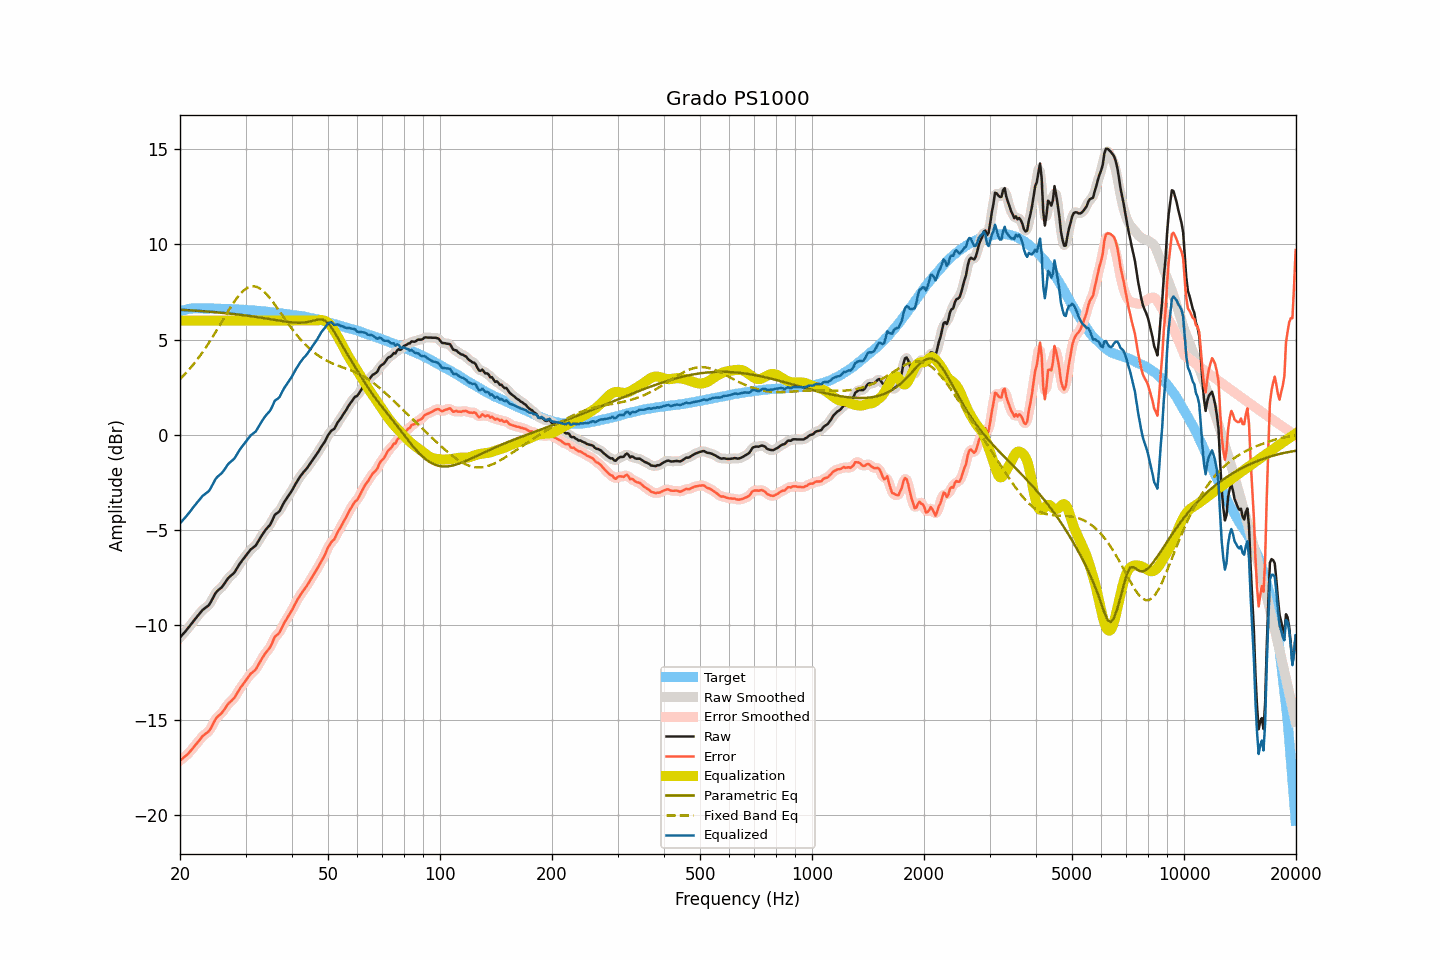 Grado PS1000
15
10
5
0
−5
−10
−15
−20
Amplitude (dBr)
Target
Raw Smoothed
Error Smoothed
Raw
Error
Equalization
Parametric Eq
Fixed Band Eq
Equalized
20 50 100 200 500 1000 2000 5000 10000 20000
Frequency (Hz)